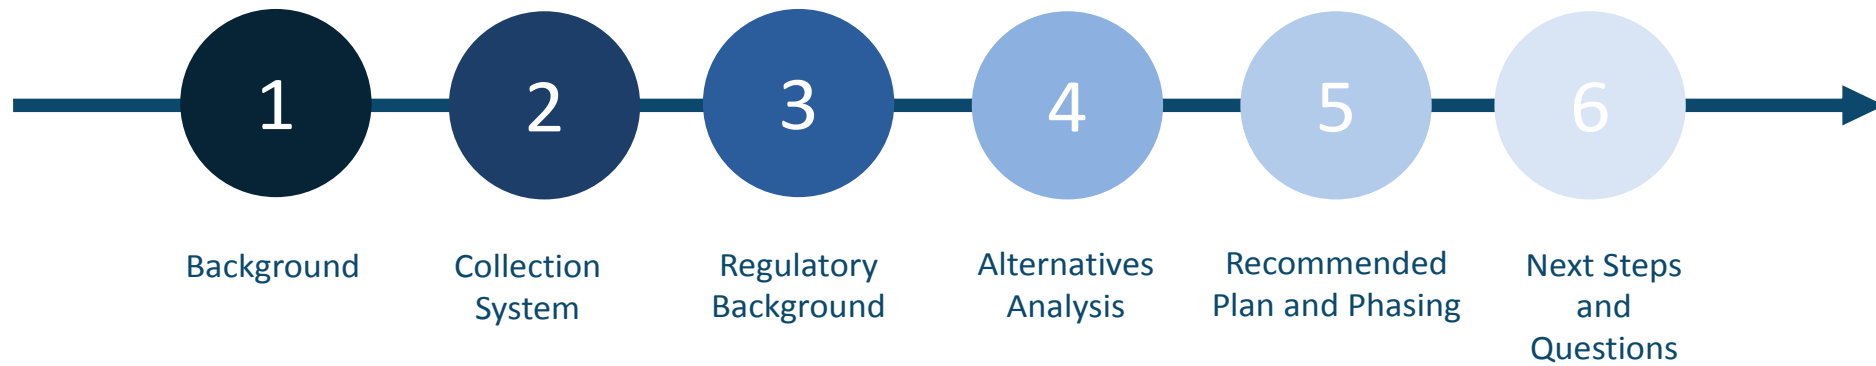 1
2
3
4
5
6
Background
Collection
System
Regulatory
Background
Alternatives
Analysis
Recommended
Plan and Phasing
Next Steps
and
Questions